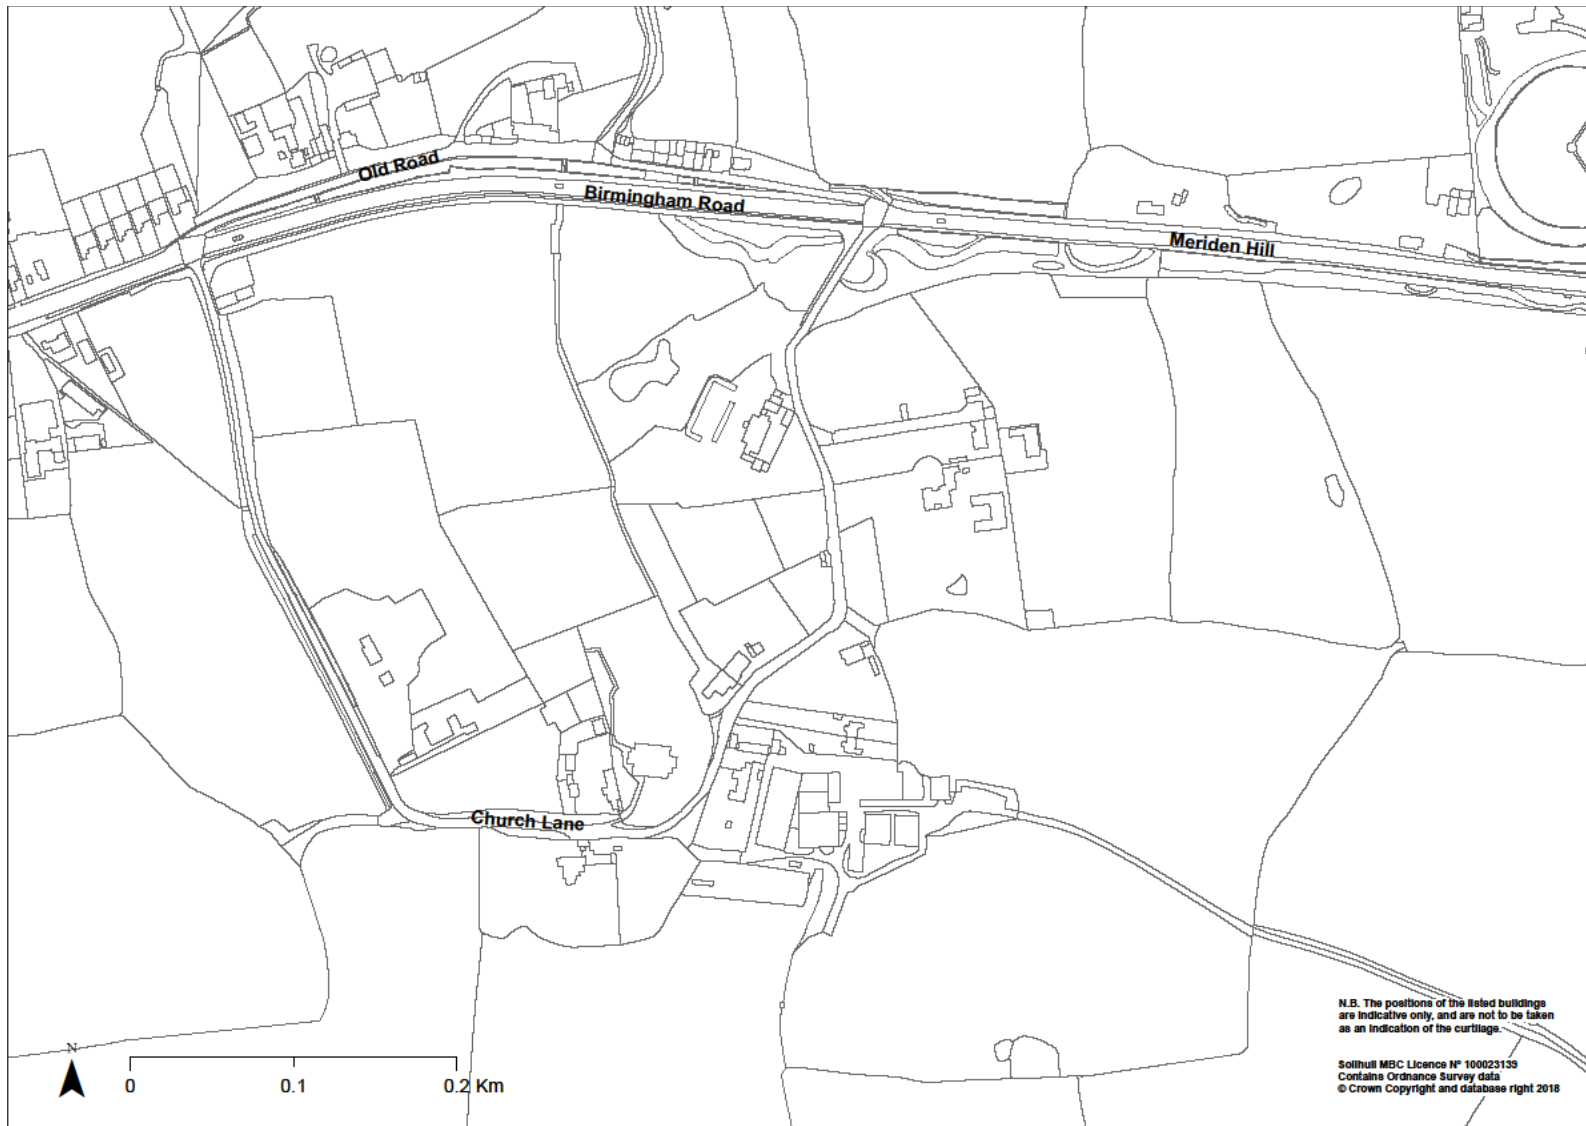 Old Road
Birmingham Road
Meriden Hill
Church Lane
N.B. The positions of the listed buildings
are indicative only, and are not to be taken
as an indication of the curtilage.
N
0 0.1 0.2 Km
Solihull MBC Licence Nº 100023139
Contains Ordnance Survey data
© Crown Copyright and database right 2018